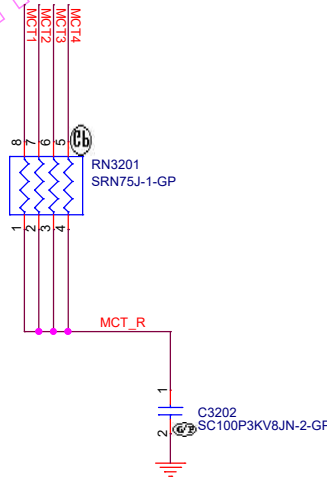 MCT1
MCT2
MCT3
MCT4
8
7
6
5
Pb
RN3201
SRN75J-1-GP
1
2
3
4
MCT_R
1
C3202
2
G/P
SC100P3KV8JN-2-GP